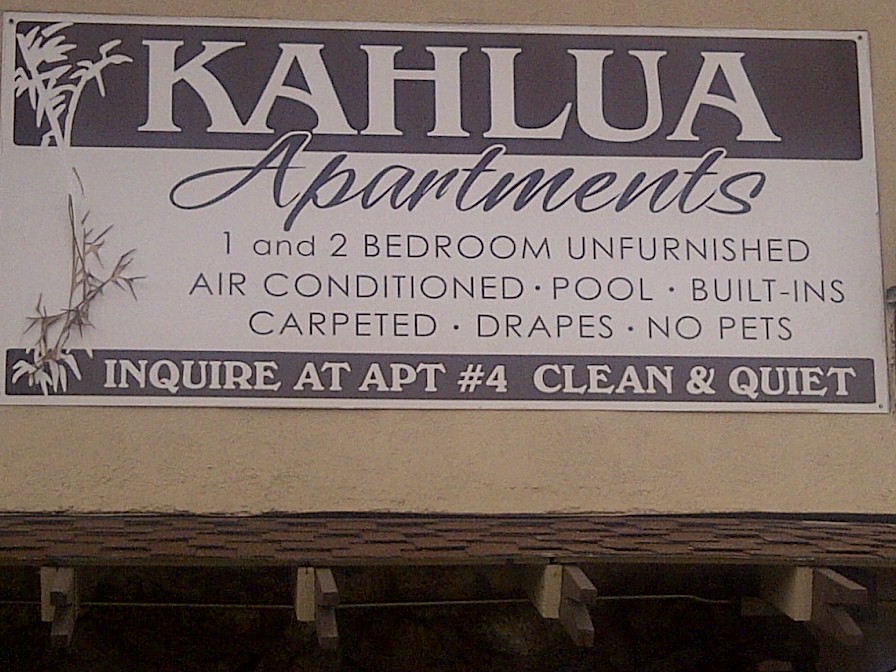 KAHLUA
Apartments
1 and 2 BEDROOM UNFURNISHED
AIR CONDITIONED · POOL · BUILT-INS
CARPETED · DRAPES · NO PETS
INQUIRE AT APT #4 CLEAN & QUIET